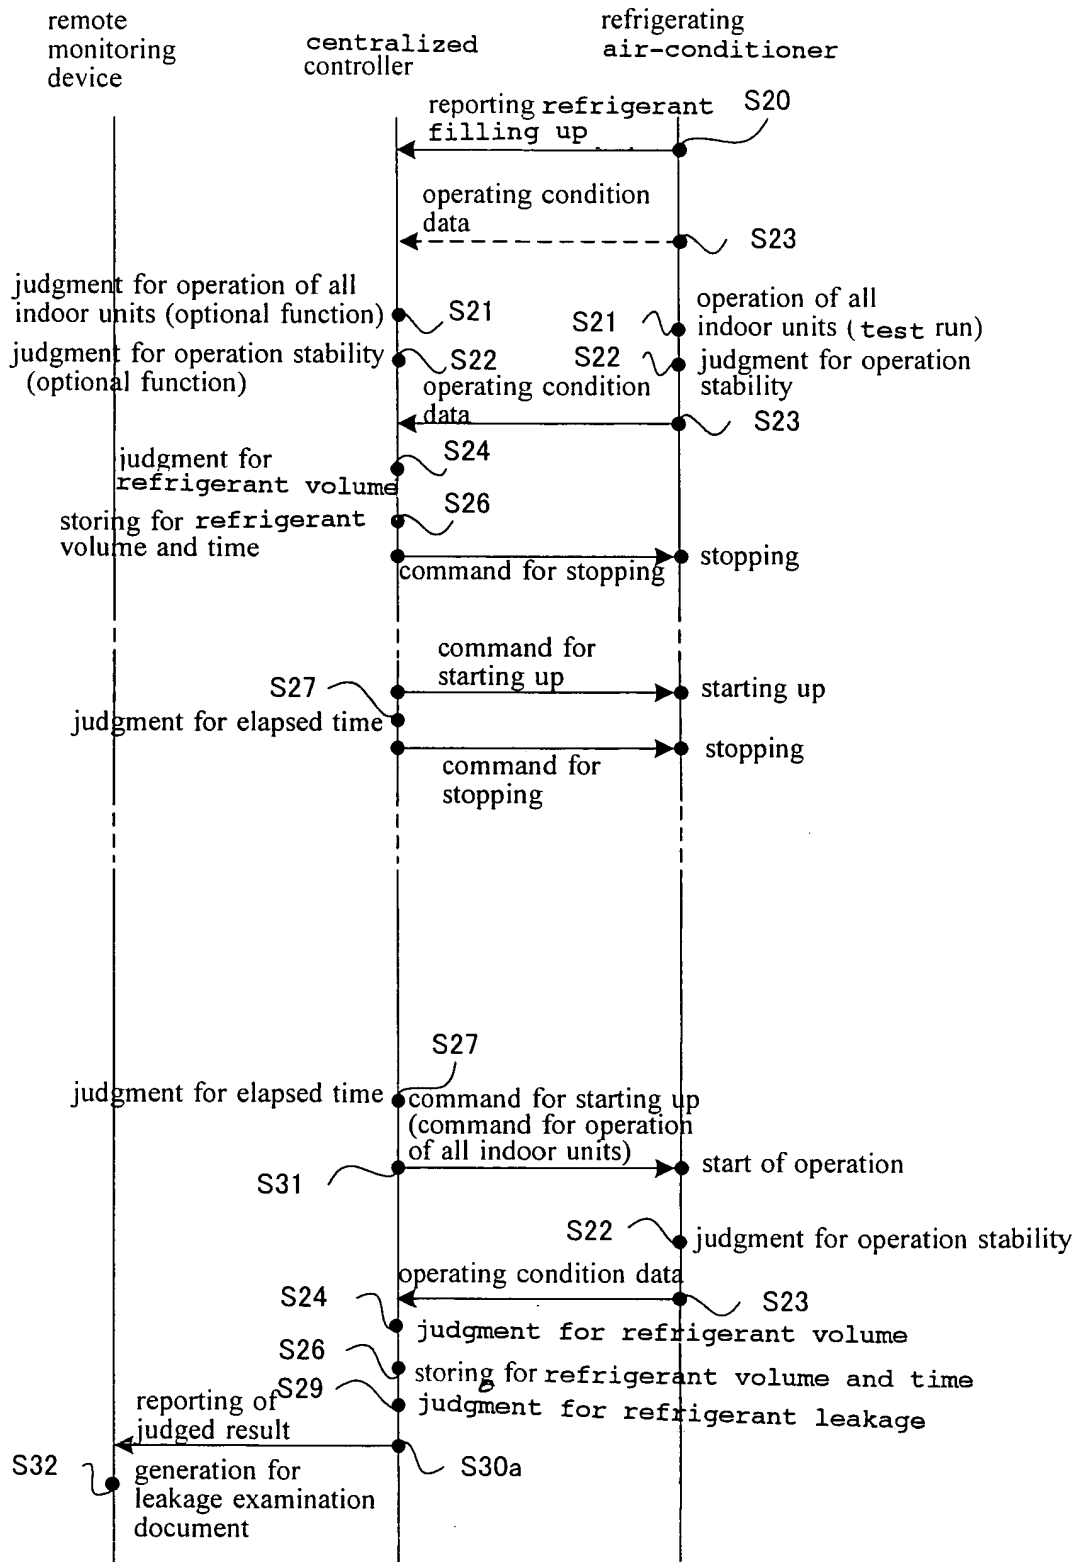 remote
monitoring
device
centralized
controller
refrigerating
air-conditioner
reporting refrigerant
filling up
S20
operating condition
data
S23
judgment for operation of all
indoor units (optional function)
S21
S21
operation of all
indoor units (test run)
judgment for operation stability
(optional function)
S22
S22
judgment for operation
stability
operating condition
data
S23
judgment for
refrigerant volume
S24
storing for refrigerant
volume and time
S26
command for stopping
stopping
command for
starting up
S27
starting up
judgment for elapsed time
stopping
command for
stopping
S27
judgment for elapsed time
command for starting up
(command for operation
of all indoor units)
S31
start of operation
S22
judgment for operation stability
operating condition data
S23
S24
judgment for refrigerant volume
S26
storing for refrigerant volume and time
S29
judgment for refrigerant leakage
reporting of
judged result
S30a
S32
generation for
leakage examination
document